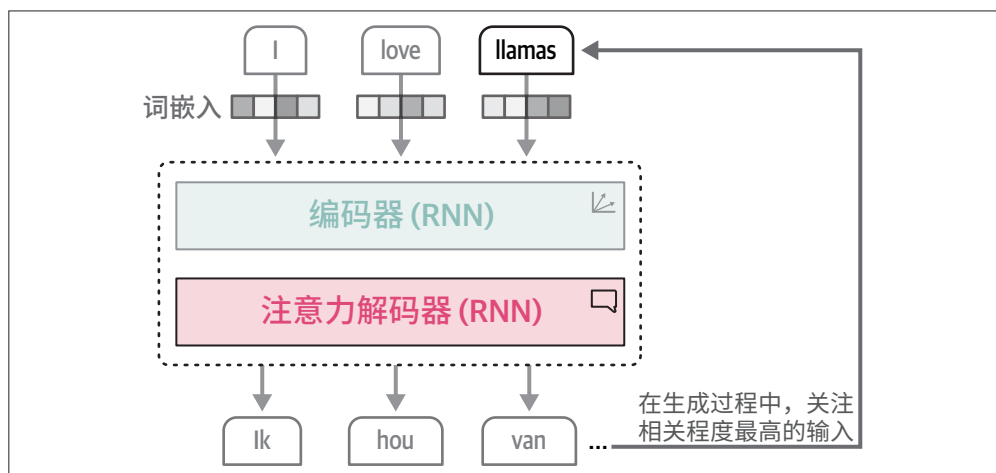 I love llamas
词嵌入
编码器 (RNN)
注意力解码器 (RNN)
Ik hou van ...
在生成过程中，关注
相关程度最高的输入